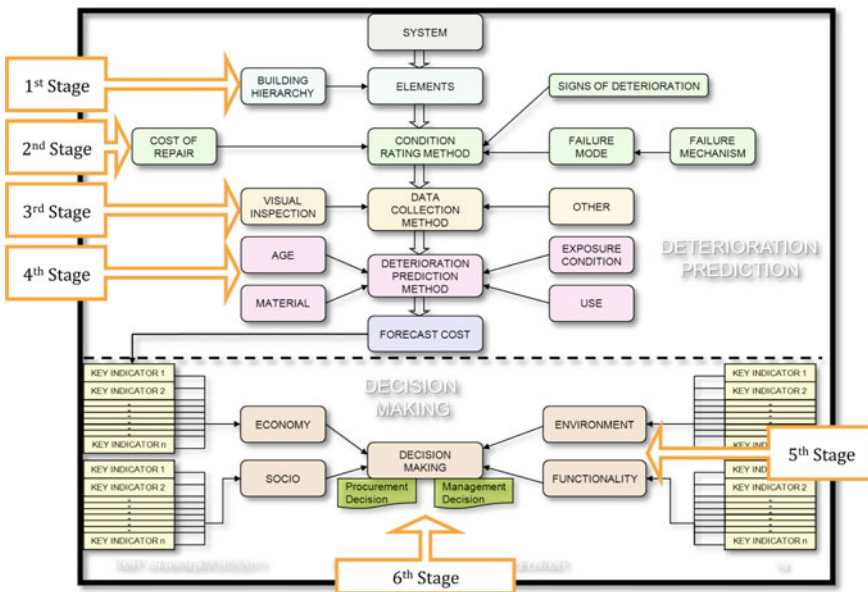 SYSTEM
1st Stage
BUILDING
HIERARCHY
ELEMENTS
SIGNS OF DETERIORATION
2nd Stage
COST OF
REPAIR
CONDITION
RATING METHOD
FAILURE
MODE
FAILURE
MECHANISM
3rd Stage
VISUAL
INSPECTION
DATA
COLLECTION
METHOD
OTHER
4th Stage
AGE
DETERIORATION
PREDICTION
METHOD
EXPOSURE
CONDITION
DETERIORATION
PREDICTION
MATERIAL
USE
FORECAST COST
KEY INDICATOR 1
KEY INDICATOR 2
KEY INDICATOR n
DECISION
MAKING
KEY INDICATOR 1
KEY INDICATOR 2
ECONOMY
ENVIRONMENT
DECISION
MAKING
5th Stage
KEY INDICATOR 1
KEY INDICATOR 2
KEY INDICATOR n
SOCIO
FUNCTIONALITY
KEY INDICATOR 2
KEY INDICATOR n
Procurement
Decision
Management
Decision
6th Stage